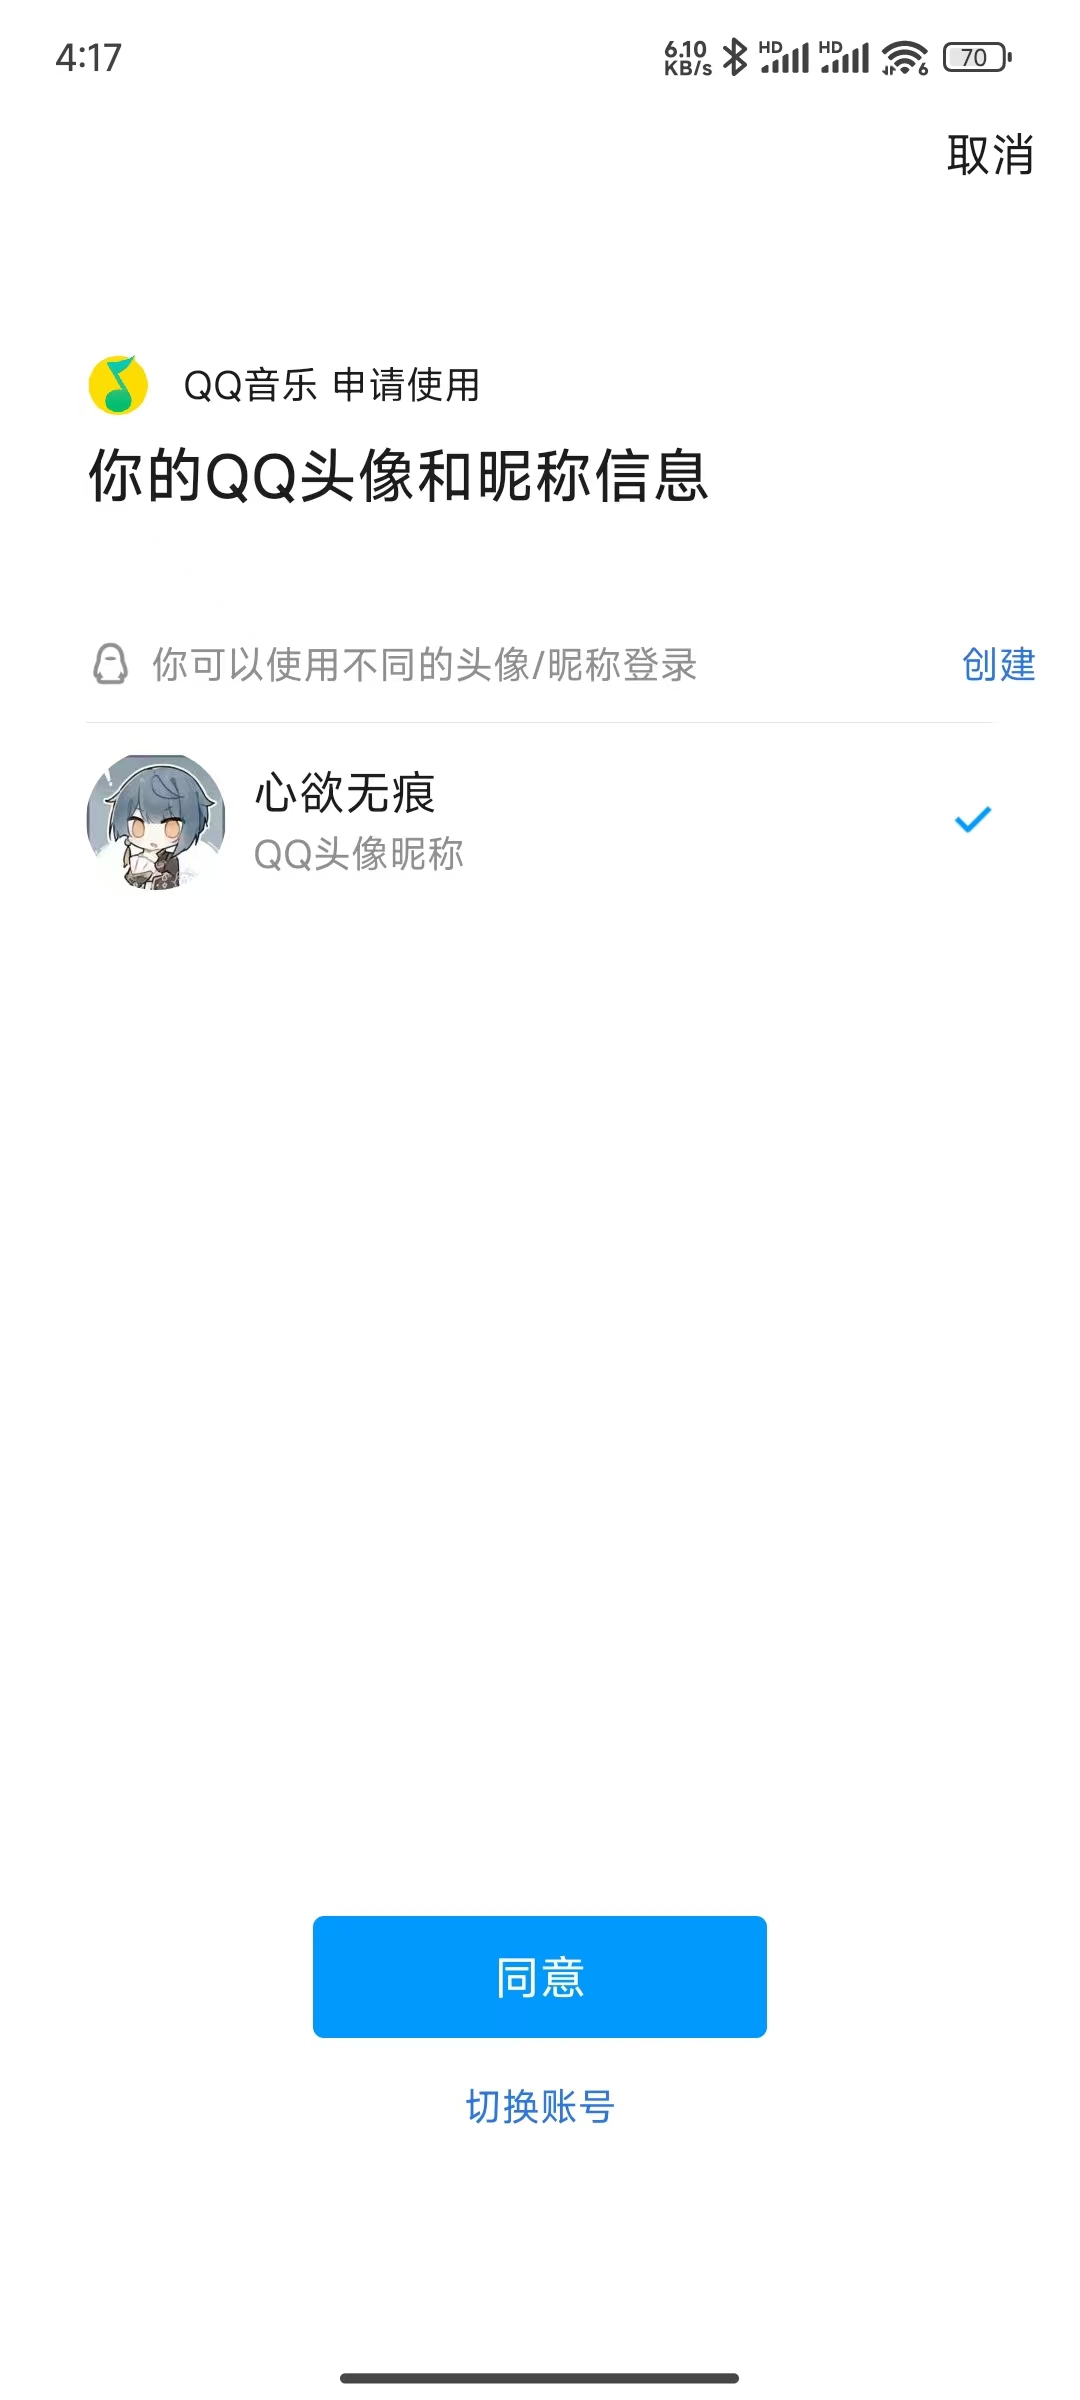 4:17
6.10
KB/s
HD
HD
6
70
取消
QQ音乐 申请使用
你的QQ头像和昵称信息
你可以使用不同的头像/昵称登录
创建
心欲无痕
QQ头像昵称
同意
切换账号